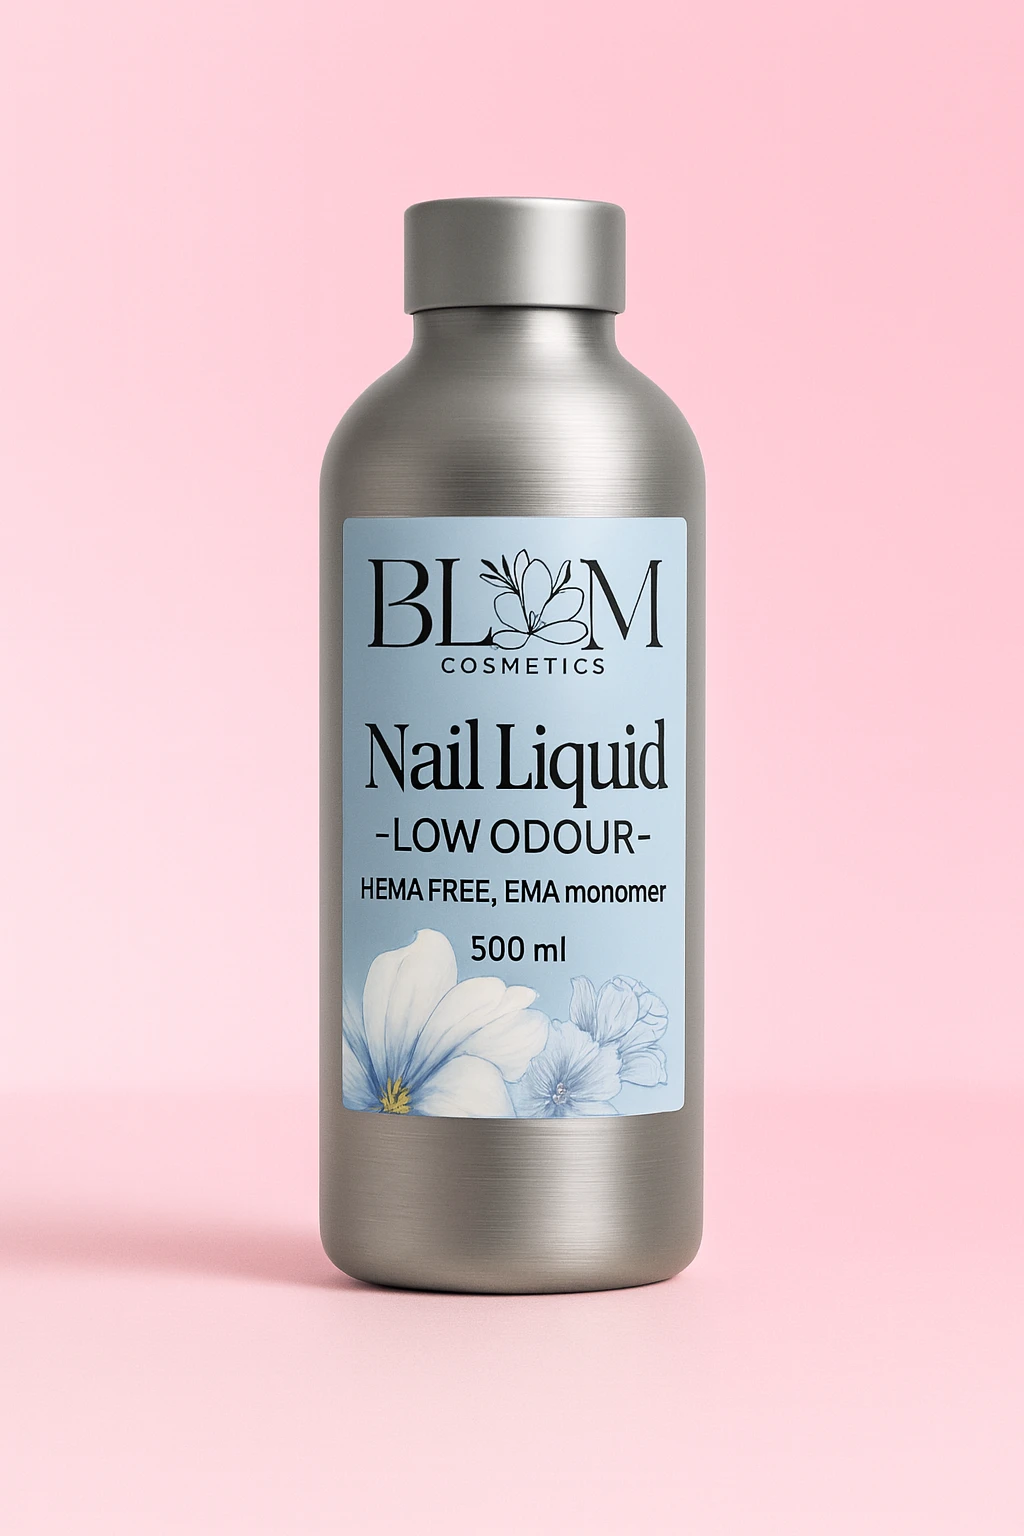 BLOOM
COSMETICS
Nail Liquid
-LOW ODOUR-
HEMA FREE, EMA monomer
500 ml